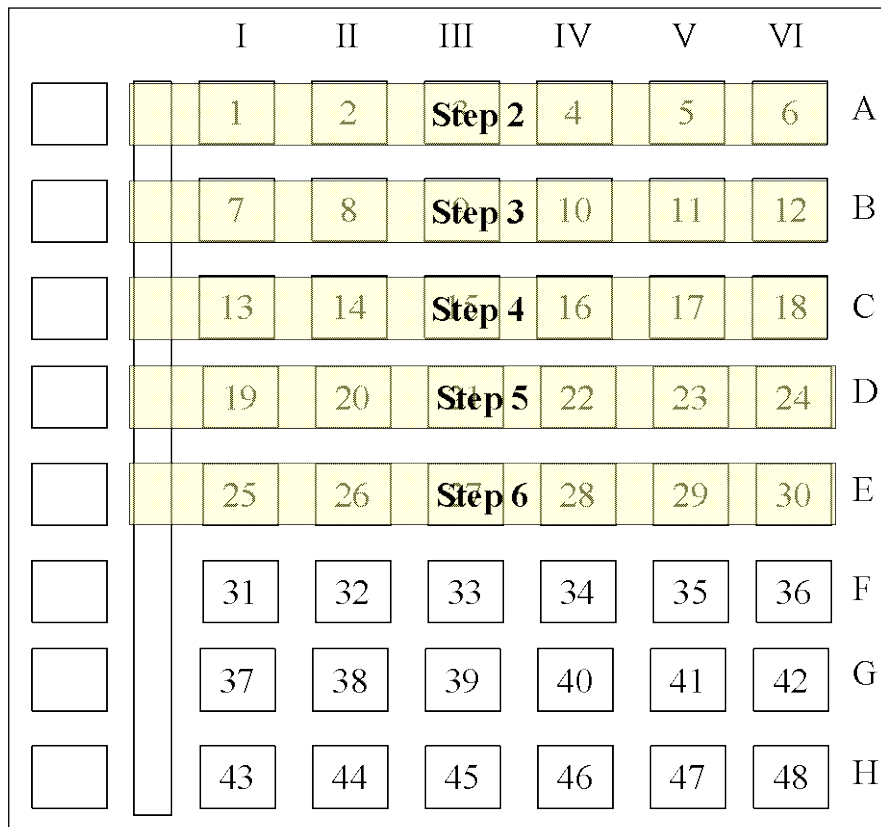 I II III IV V VI
1 2 Step 2 4 5 6 A
7 8 Step 3 10 11 12 B
13 14 Step 4 16 17 18 C
19 20 Step 5 22 23 24 D
25 26 Step 6 28 29 30 E
31 32 33 34 35 36 F
37 38 39 40 41 42 G
43 44 45 46 47 48 H